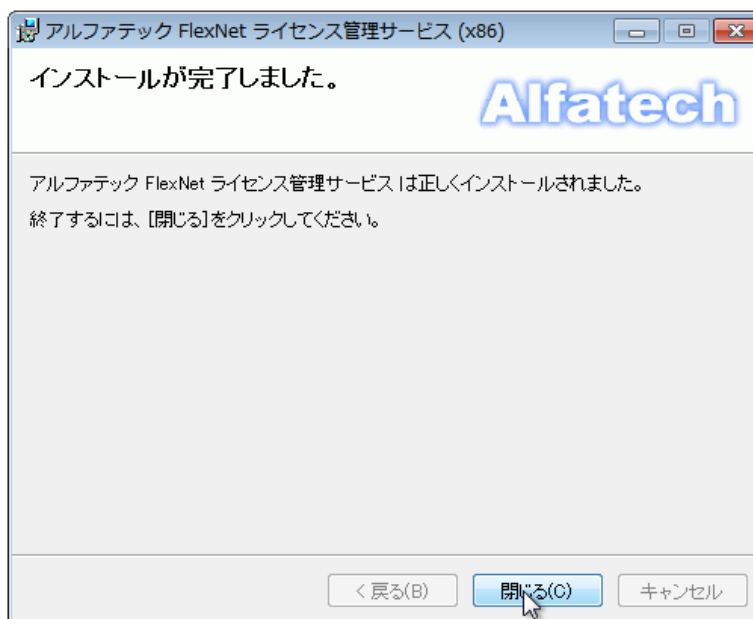 アルファテック FlexNet ライセンス管理サービス (x86)
インストールが完了しました。
Alfatech
アルファテック FlexNet ライセンス管理サービス は正しくインストールされました。
終了するには、[閉じる]をクリックしてください。
< 戻る(B)
閉じる(C)
キャンセル